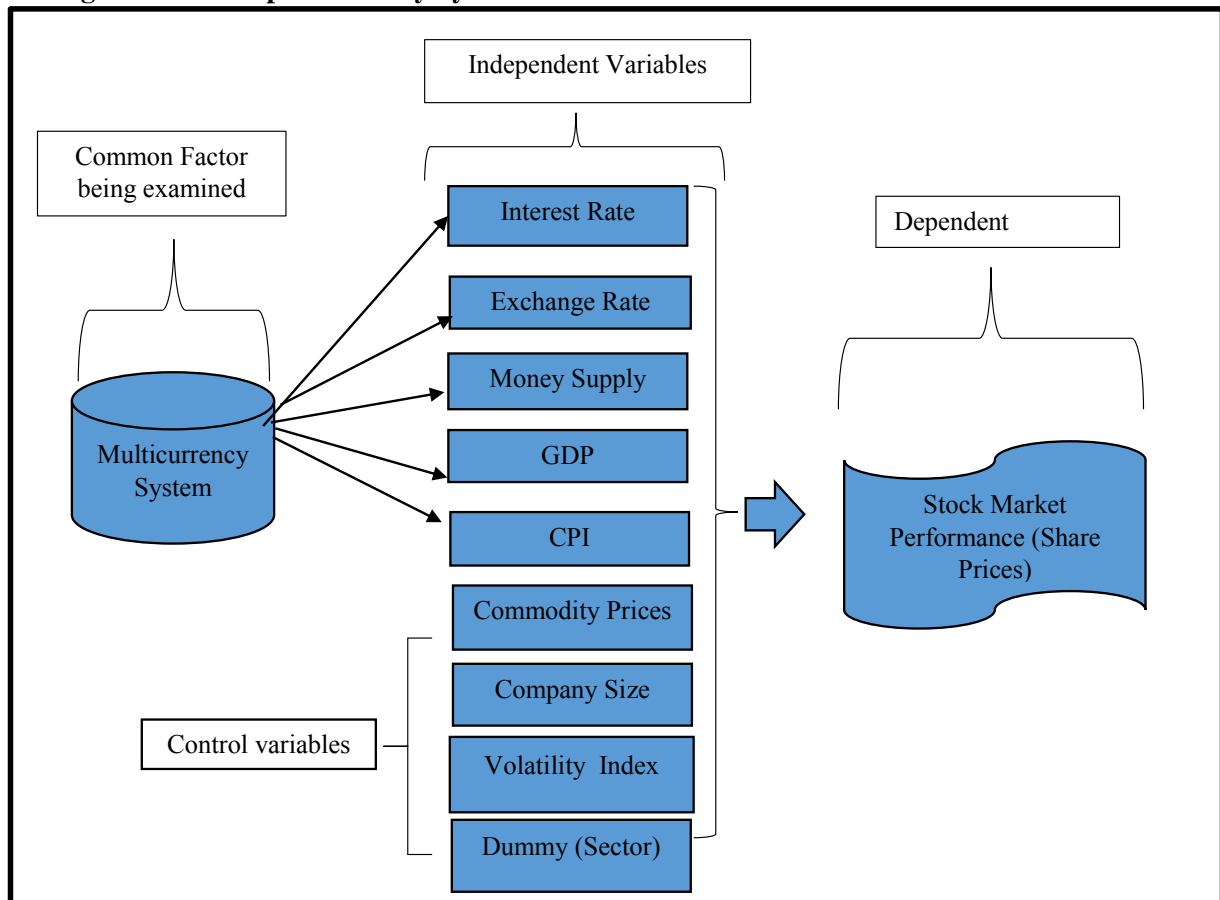 Independent Variables
Common Factor
being examined
Interest Rate
Dependent
Exchange Rate
Money Supply
Multicurrency
System
GDP
Stock Market
Performance (Share
Prices)
CPI
Commodity Prices
Company Size
Control variables
Volatility Index
Dummy (Sector)